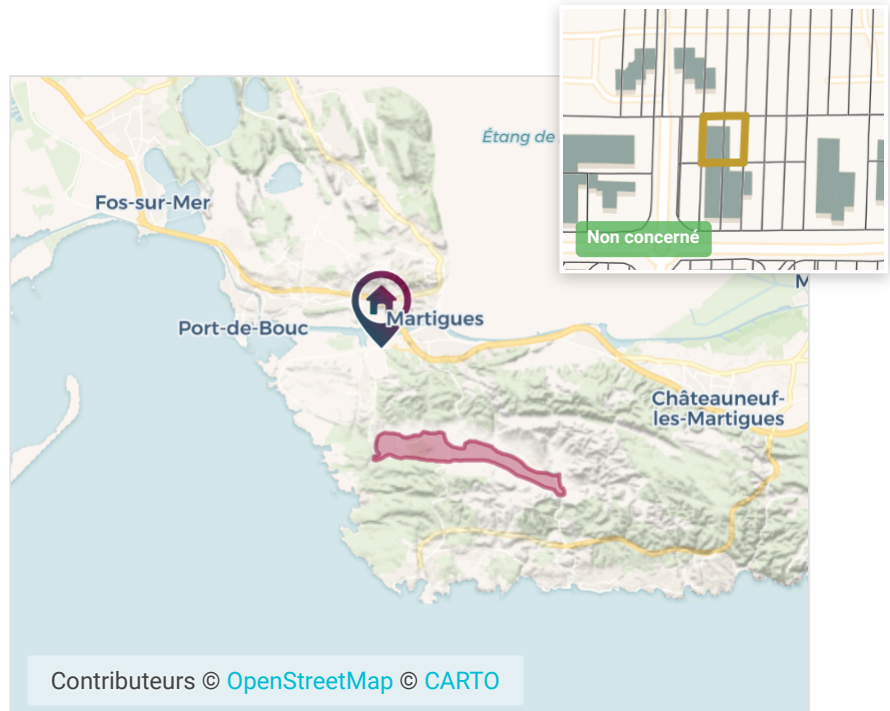 Étang de
Fos-sur-Mer
Non concerné
M
Port-de-Bouc
Martigues
Châteauneuf-
les-Martigues
Contributeurs © OpenStreetMap © CARTO